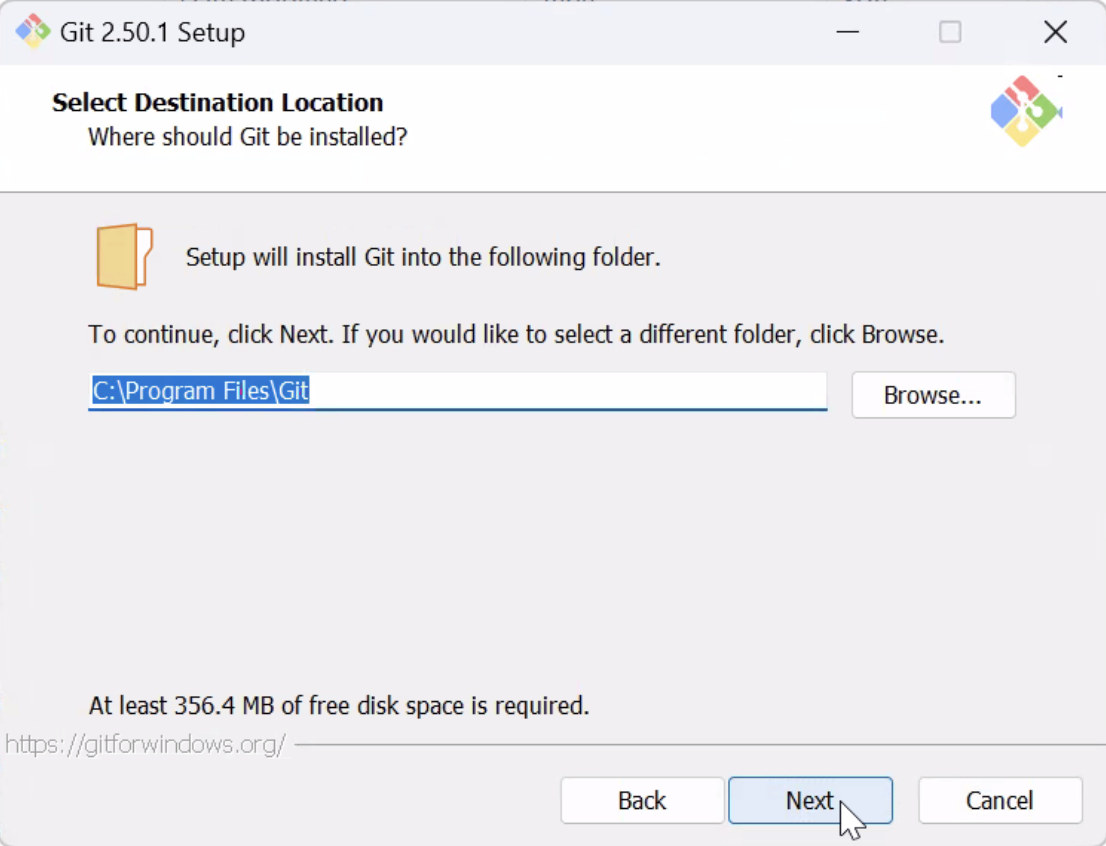 Git 2.50.1 Setup
Select Destination Location
Where should Git be installed?
Setup will install Git into the following folder.
To continue, click Next. If you would like to select a different folder, click Browse.
C:\Program Files\Git
Browse...
At least 356.4 MB of free disk space is required.
https://gitforwindows.org/
Back
Next
Cancel